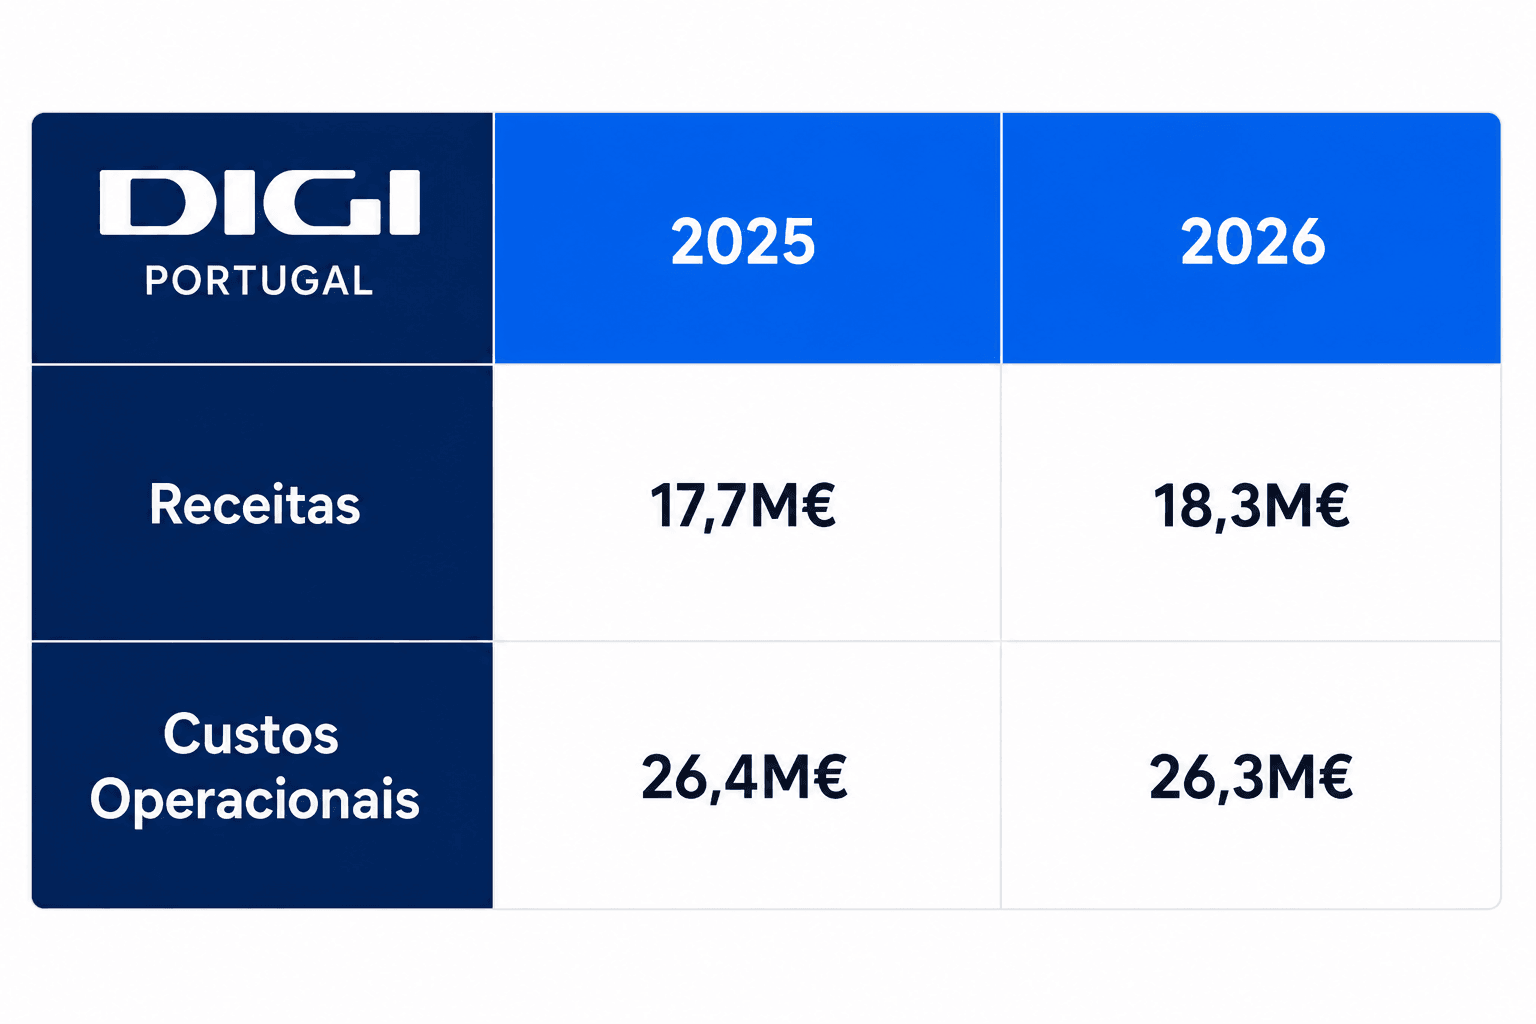 DIGI
PORTUGAL
2025
2026
Receitas
17,7M€
18,3M€
Custos
Operacionais
26,4M€
26,3M€